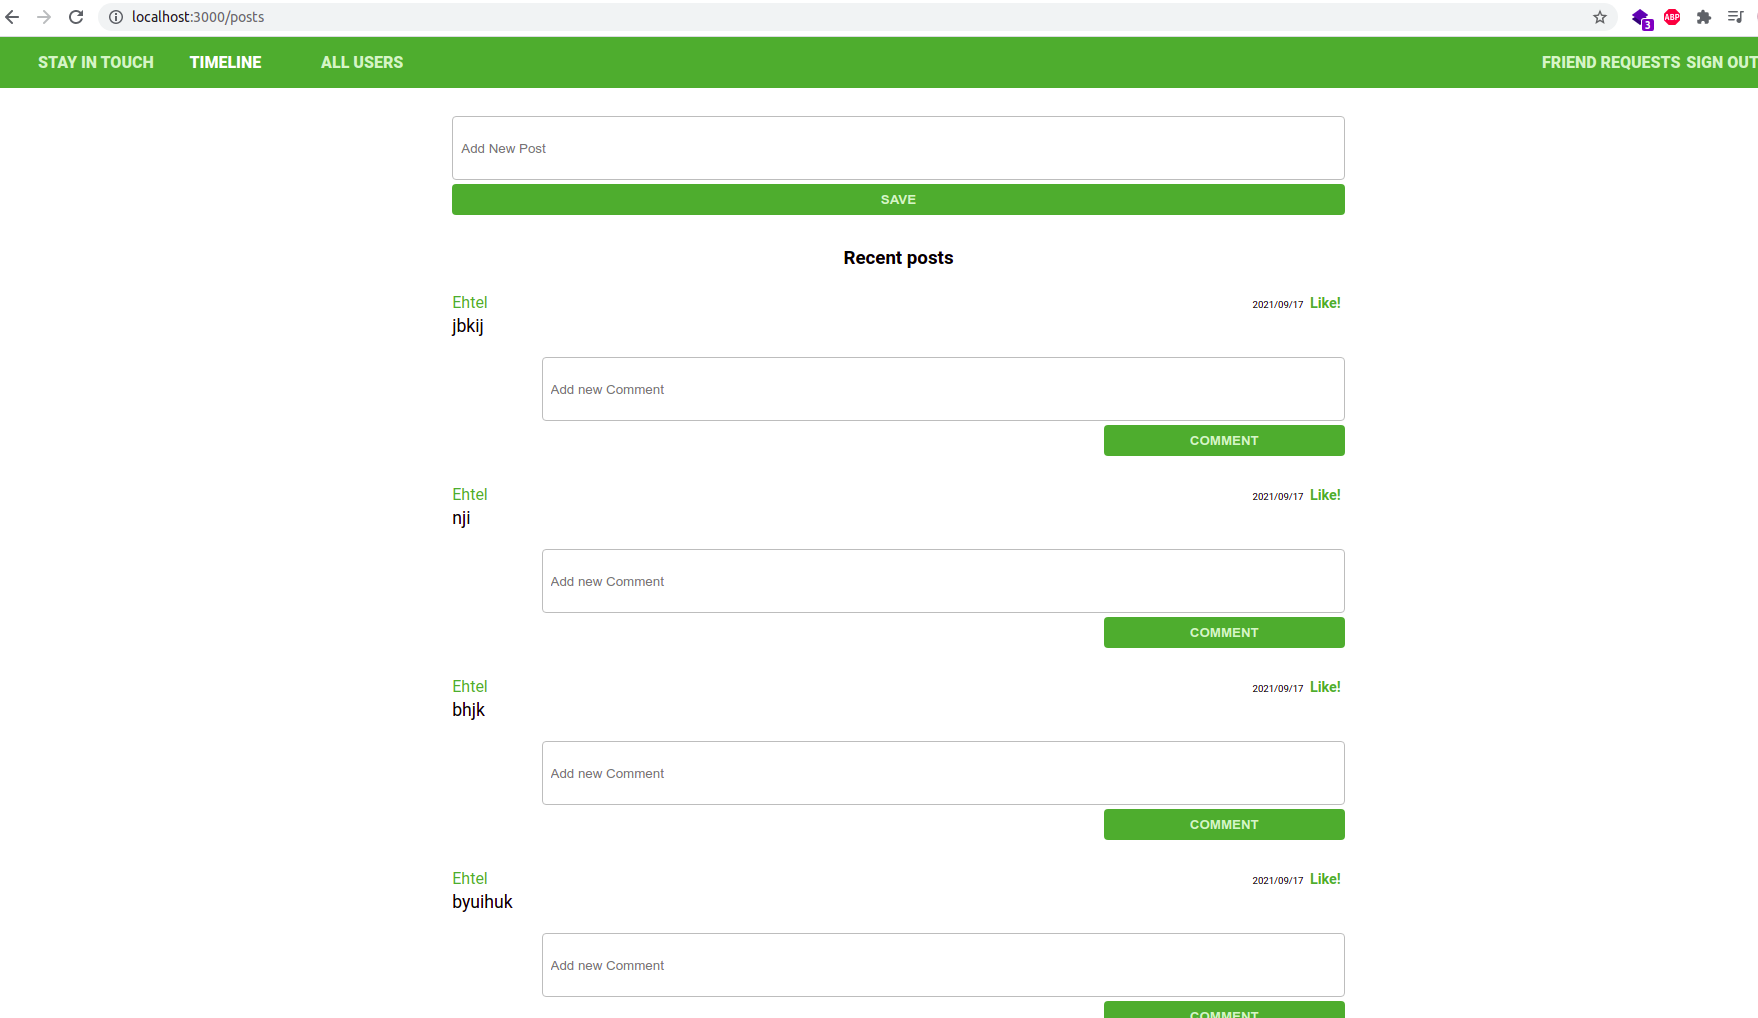 localhost:3000/posts
3
ABP
STAY IN TOUCH TIMELINE ALL USERS FRIEND REQUESTS SIGN OUT
Add New Post
SAVE
Recent posts
Ehtel 2021/09/17 Like!
jbkij
Add new Comment
COMMENT
Ehtel 2021/09/17 Like!
nji
Add new Comment
COMMENT
Ehtel 2021/09/17 Like!
bhjk
Add new Comment
COMMENT
Ehtel 2021/09/17 Like!
byuihuk
Add new Comment
COMMENT